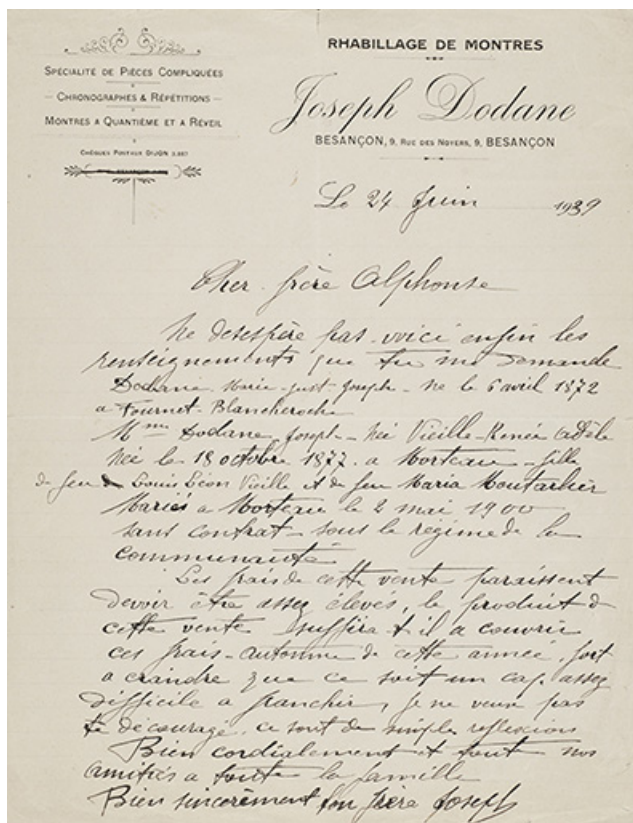 RHABILLAGE DE MONTRES
SPÉCIALITÉ DE PIÈCES COMPLIQUÉES
CHRONOGRAPHES & RÉPÉTITIONS
MONTRES A QUANTIÈME ET A RÉVEIL
CHÈQUES POSTAUX DIJON
Joseph Dodane
BESANÇON, 9, RUE DES NOYERS, 9, BESANÇON
Le 24 Juin 1939
Cher frère Alphonse
Ne desespère pas voici enfin les
renseignements que tu me demande
Dodane Marie-just-Joseph- né le 6 avril 1872
a Fournet-Blancheroche
Mme Dodane Joseph- Né Vieille-Renée Adèle
Née le 18 octobre 1877. a Morteau - fille
de feu Louis Léon Vieille et de feu Maria
Mariés a Morteau le 2 mai 1900
sans contrat- sous le régime de la
communauté
Les frais de cette vente paraissent
devoir être assez élevés, le produit de
cette vente suffira t il a couvrir
ces frais- automne de cette année, fort
a craindre que ce soit un cap assez
difficile a franchir, je ne veux pas
te décourage, ce sont de simple reflexions
Bien cordialement et tout nos
amitiés a toute la famille
Bien sincèrement ton frère Joseph